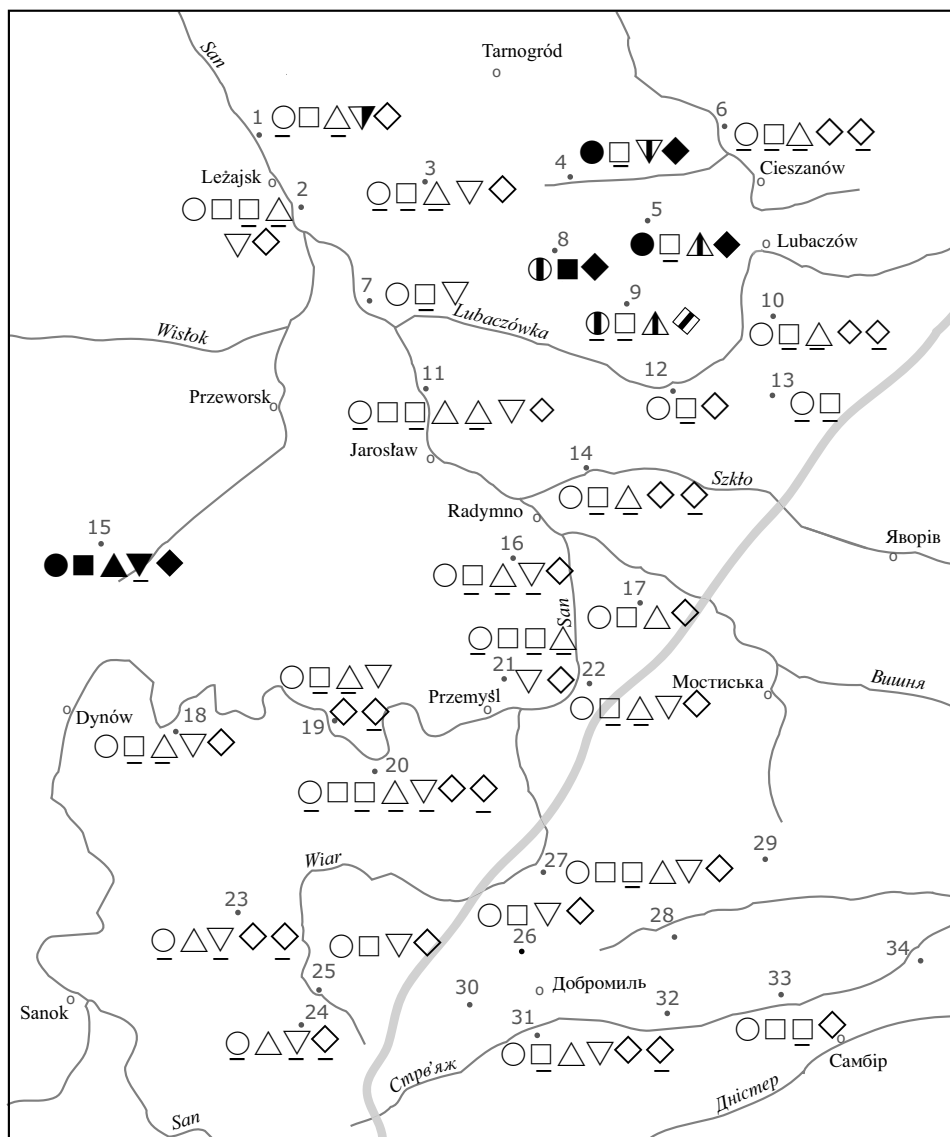 San
Tarnogród
1
6
Leżajsk
2
3
4
Cieszanów
5
Lubaczów
8
7
9
10
Wisłok
Lubaczówka
Przeworsk
11
12
13
Jarosław
14
Szkło
Radymno
15
16
Яворів
17
San
Dynów
18
19
Przemyśl
21
22
Мостиська
Вишня
20
Wiar
27
29
23
26
28
25
34
Sanok
24
30
Добромиль
32
33
31
Стрв'яж
Самбір
San
Дністер